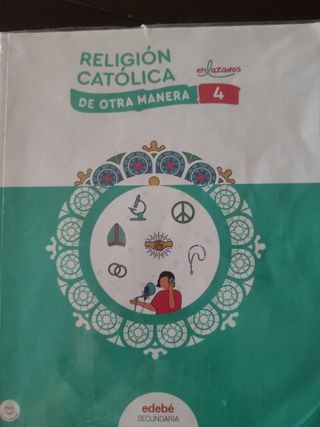 RELIGIÓN
CATÓLICA
enlazados
DE OTRA MANERA 4
edebé
SECUNDARIA